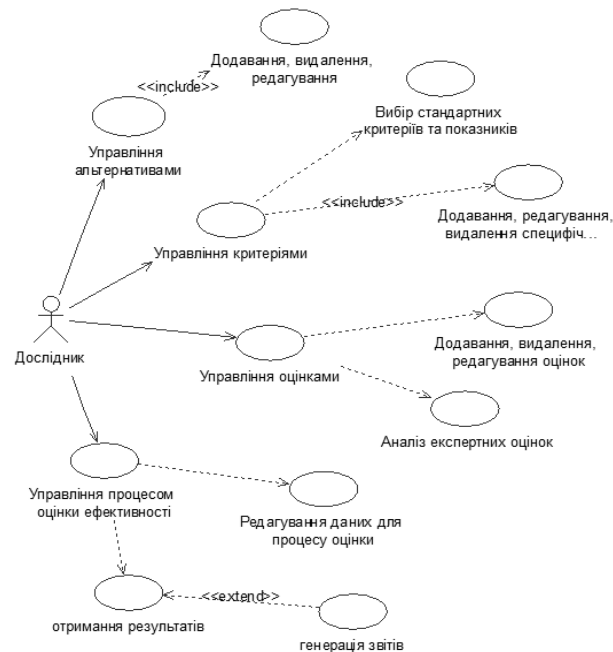 Додавання, видалення,
редагування
<<include>>
Вибір стандартних
критеріїв та показників
Управління
альтернативами
<<include>>
Додавання, редагування,
видалення специфіч...
Управління критеріями
Дослідник
Додавання, видалення,
редагування оцінок
Управління оцінками
Аналіз експертних оцінок
Управління процесом
оцінки ефективності
Редагування даних для
процесу оцінки
<<extend>>
отримання результатів
генерація звітів